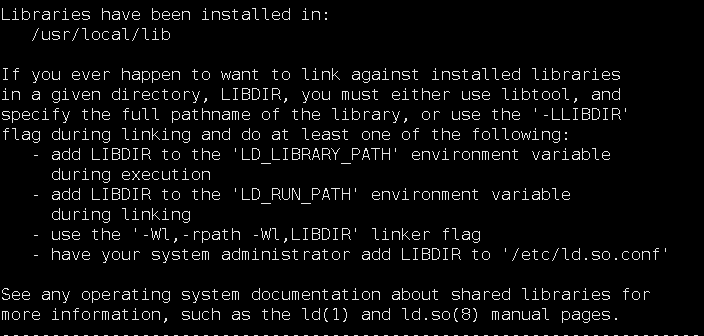 Libraries have been installed in:
   /usr/local/lib

If you ever happen to want to link against installed libraries
in a given directory, LIBDIR, you must either use libtool, and
specify the full pathname of the library, or use the '-LLIBDIR'
flag during linking and do at least one of the following:
   - add LIBDIR to the 'LD_LIBRARY_PATH' environment variable
     during execution
   - add LIBDIR to the 'LD_RUN_PATH' environment variable
     during linking
   - use the '-Wl,-rpath -Wl,LIBDIR' linker flag
   - have your system administrator add LIBDIR to '/etc/ld.so.conf'

See any operating system documentation about shared libraries for
more information, such as the ld(1) and ld.so(8) manual pages.
----------------------------------------------------------------------